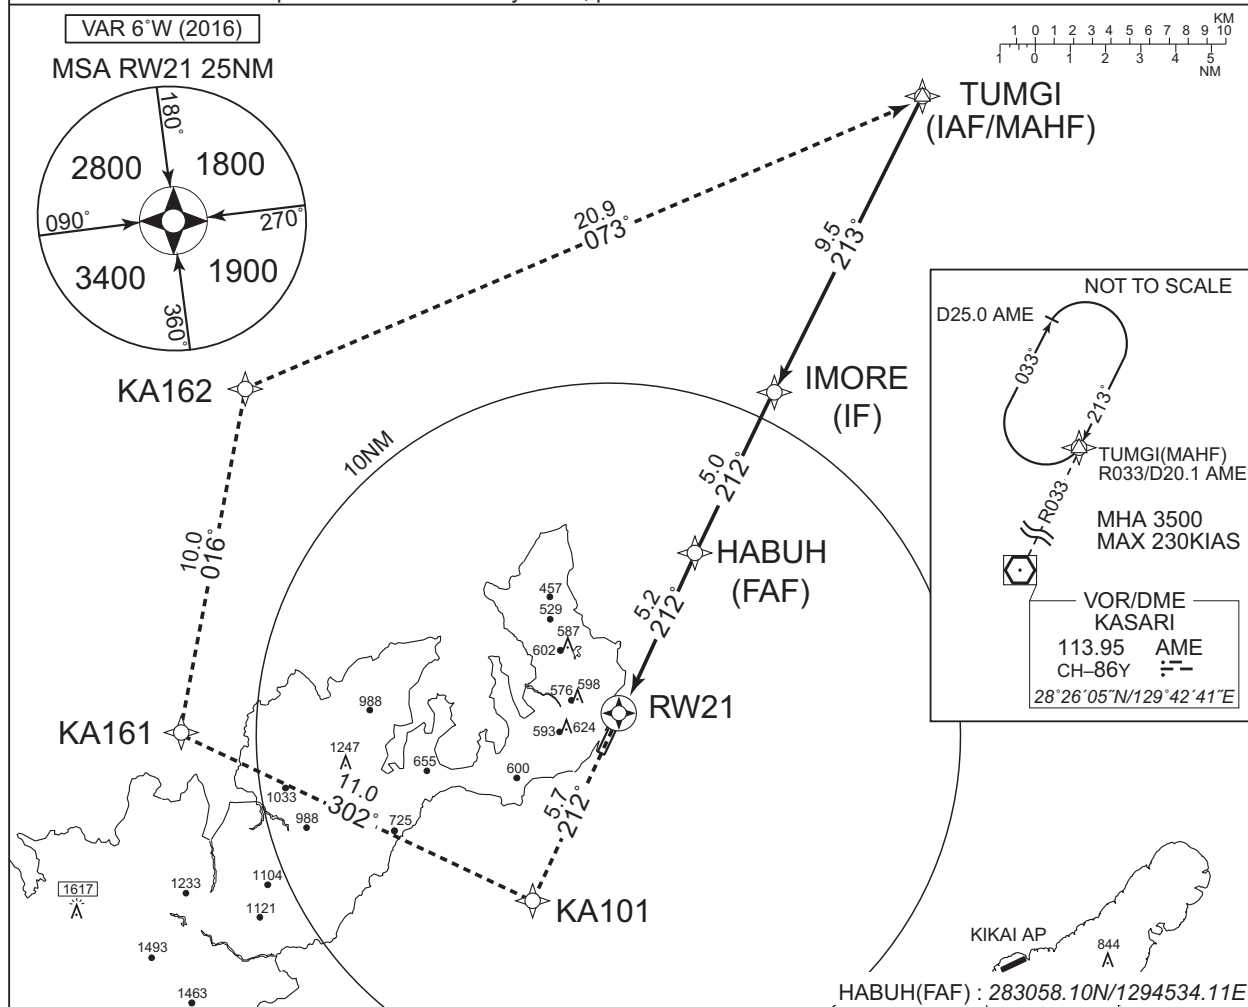 VAR 6°W (2016)
MSA RW21 25NM
180°
2800
1800
090°
270°
3400
1900
360°
KM
1 0 1 2 3 4 5 6 7 8 9 10
1 0 1 2 3 4 5
NM
TUMGI
(IAF/MAHF)
20.9
073°
9.5
213°
KA162
IMORE
(IF)
10NM
5.0
212°
10.0
016°
HABUH
(FAF)
5.2
212°
457
529
587
602
576
598
593
624
RW21
KA161
988
1247
655
600
1033
11.0
302°
988
725
5.7
212°
1617
1233
1104
1121
KA101
1493
1463
NOT TO SCALE
D25.0 AME
033°
213°
TUMGI(MAHF)
R033/D20.1 AME
R033
MHA 3500
MAX 230KIAS
VOR/DME
KASARI
113.95 AME
CH–86Y
28°26´05˝N/129°42´41˝E
KIKAI AP
844
HABUH(FAF) : 283058.10N/1294534.11E